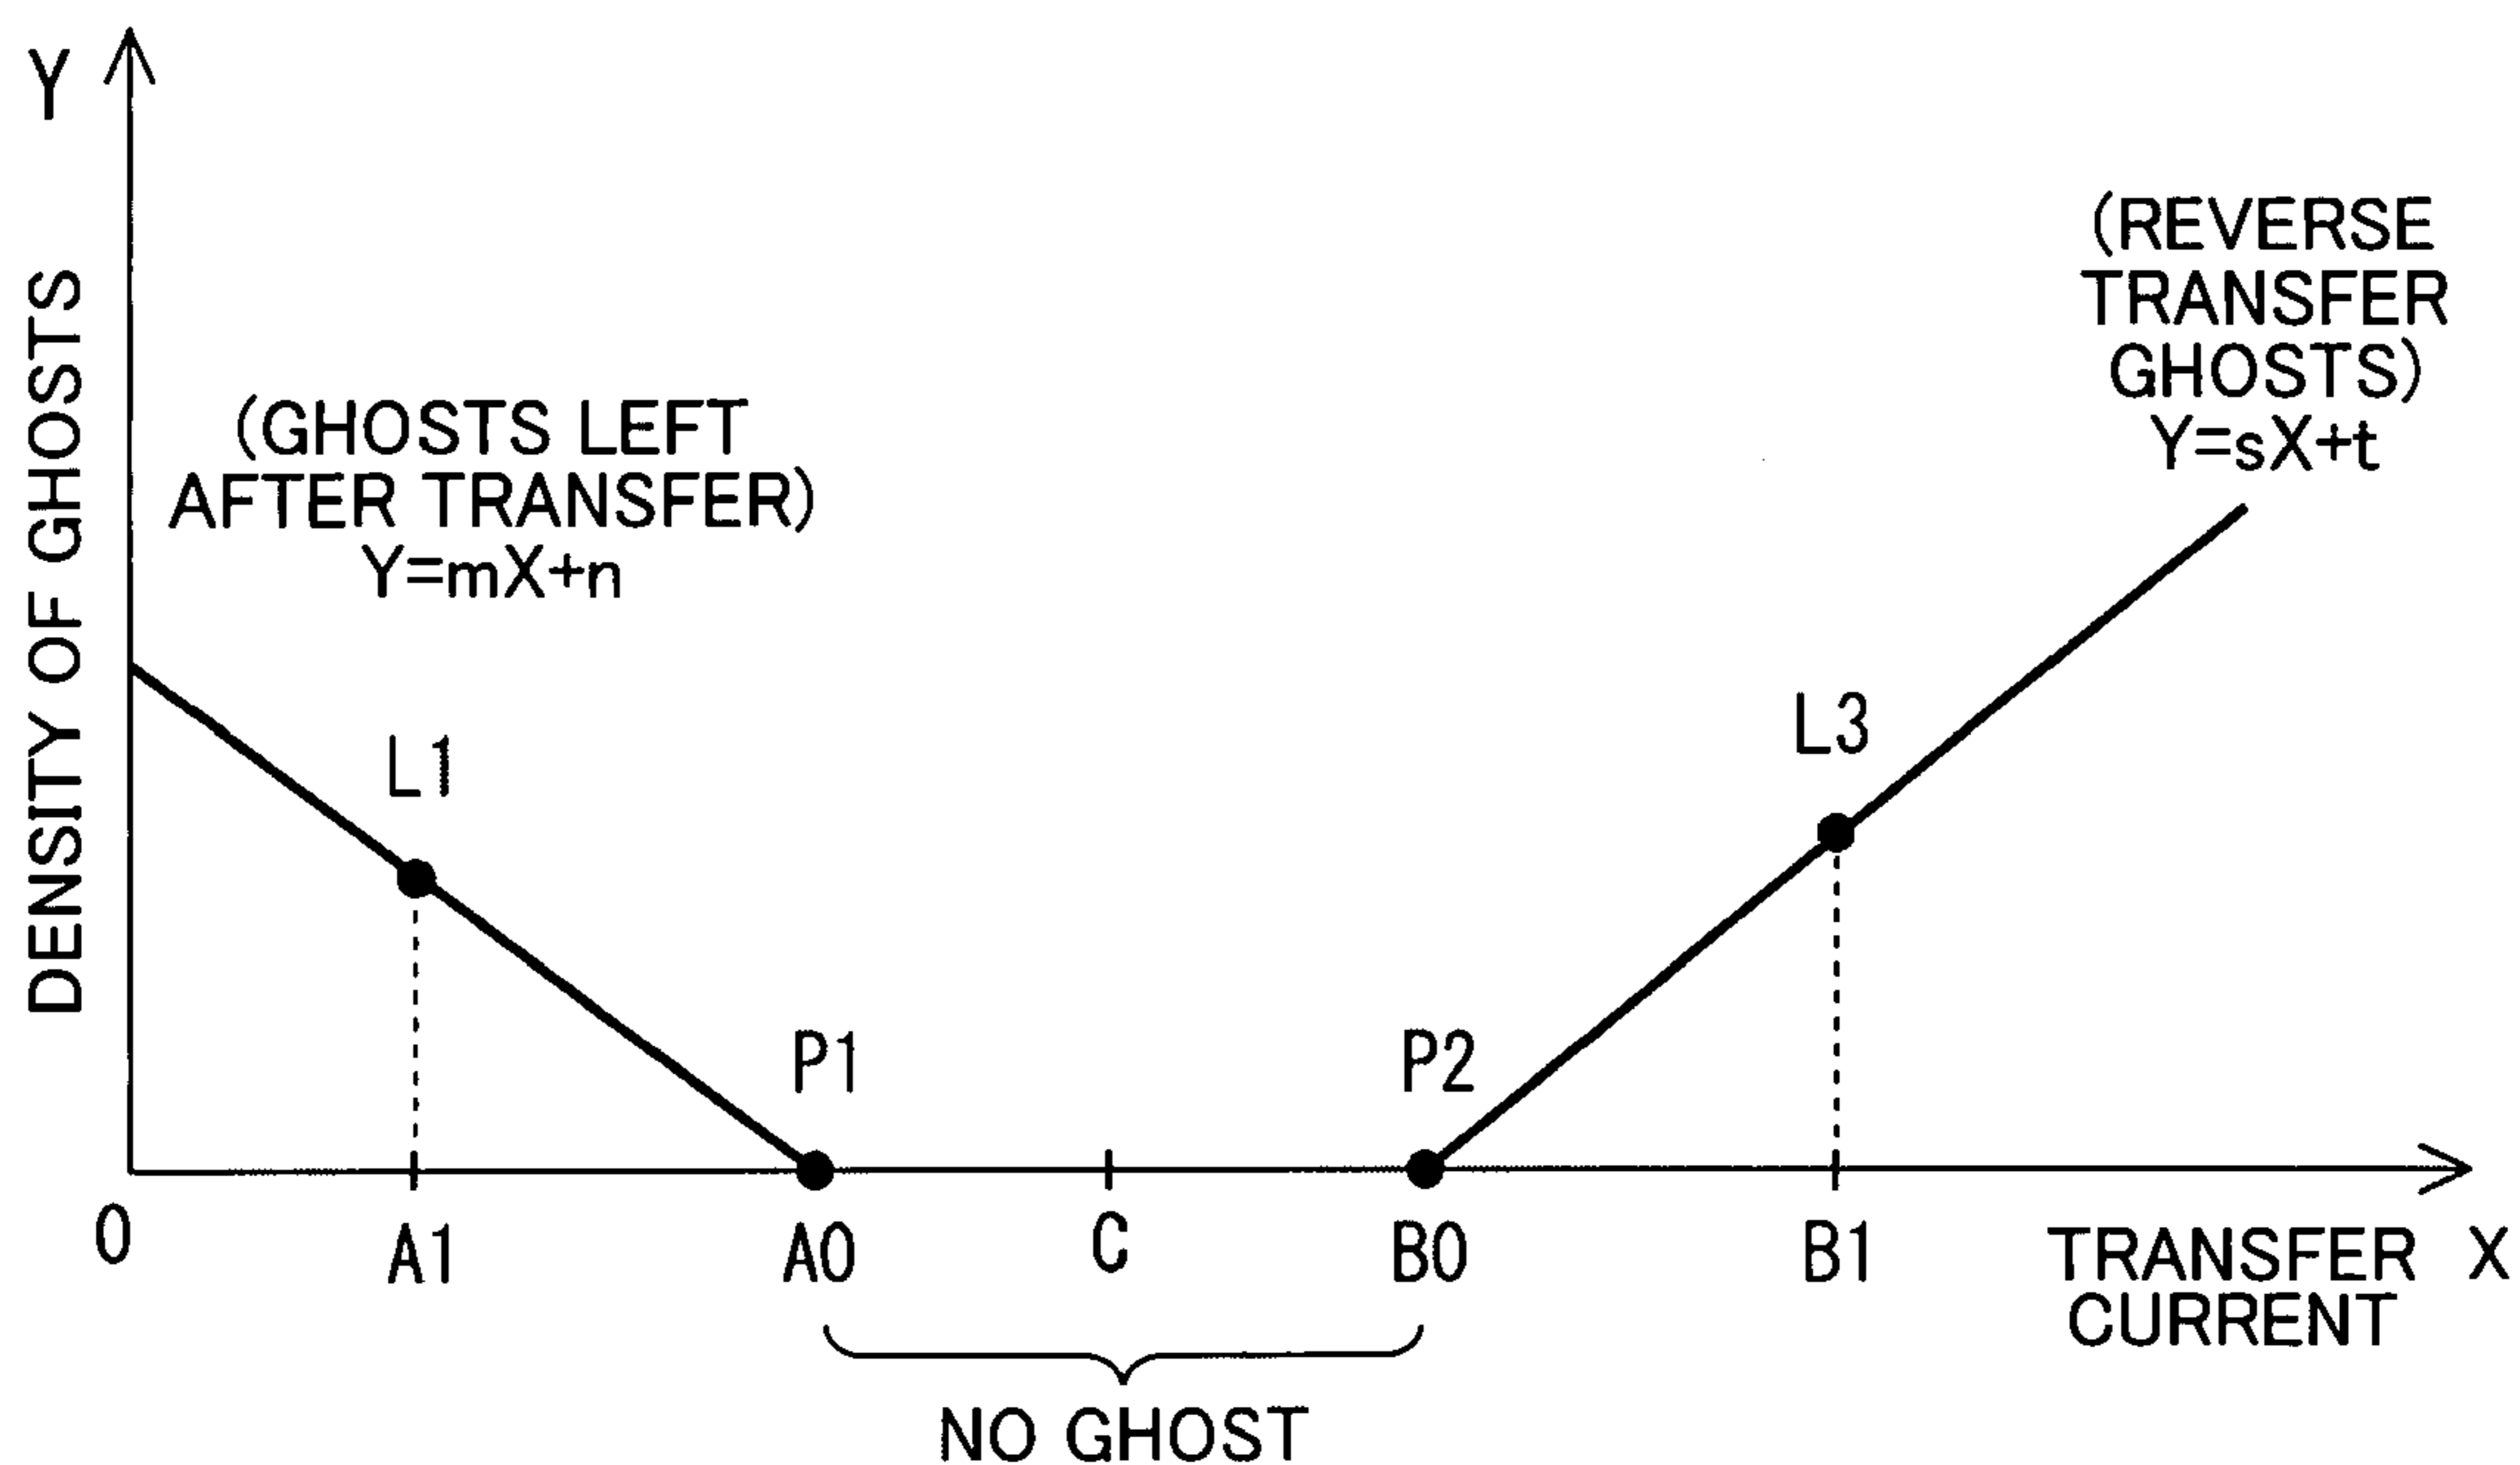 Y
DENSITY OF GHOSTS
(GHOSTS LEFT
AFTER TRANSFER)
Y=mX+n
(REVERSE
TRANSFER
GHOSTS)
Y=sX+t
L1
L3
P1
P2
0
A1
A0
C
B0
B1
TRANSFER X
CURRENT
NO GHOST